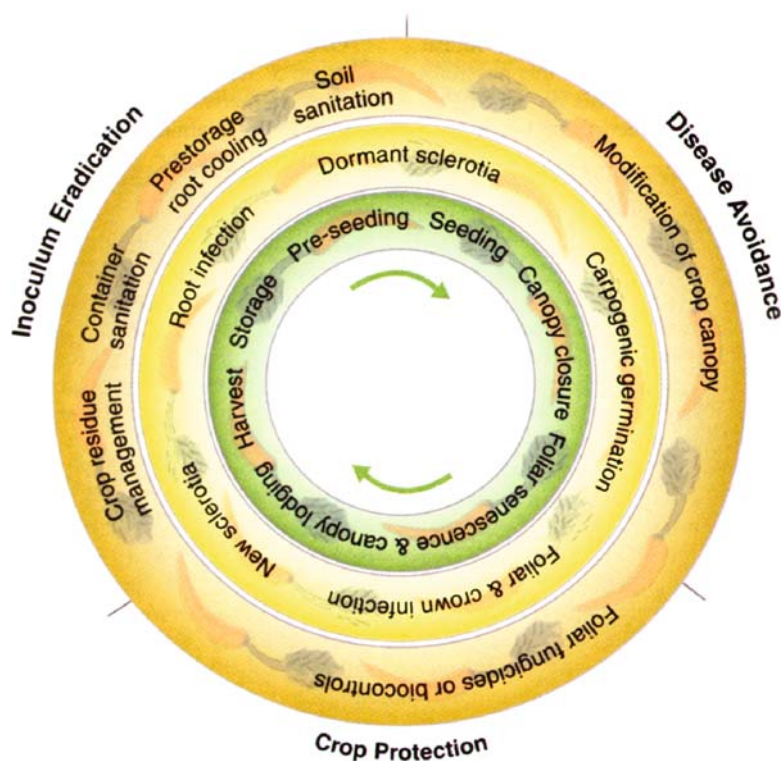 Inoculum Eradication
Disease Avoidance
Crop Protection
Soil
sanitation
Prestorage
root cooling
Container
sanitation
Crop residue
management
Modification of crop canopy
Foliar fungicides or biocontrols
Dormant sclerotia
Carpogenic germination
Foliar & crown infection
New sclerotia
Root infection
Pre-seeding
Seeding
Canopy closure
Foliar senescence & canopy lodging
Harvest
Storage